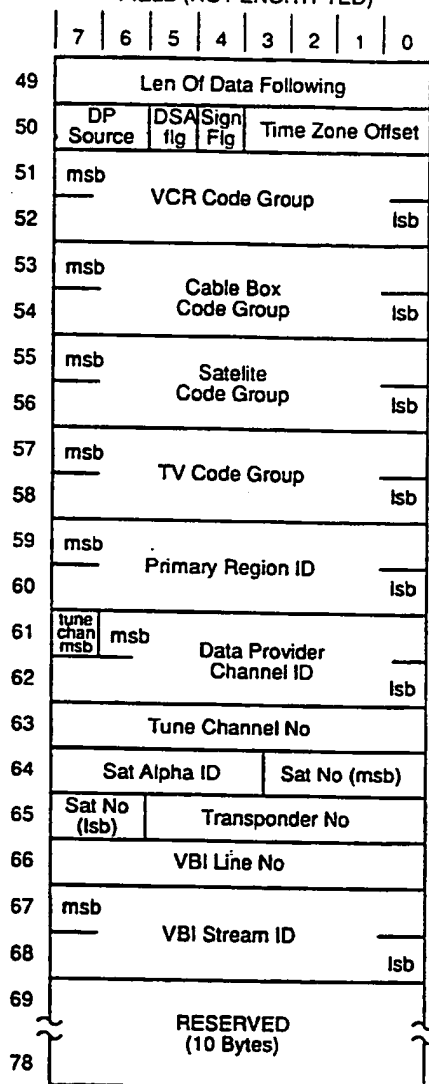 7 6 5 4 3 2 1 0
49 Len Of Data Following
50 DP Source DSA flg Sign Flg Time Zone Offset
51 msb
VCR Code Group
52 lsb
53 msb
Cable Box
Code Group
54 lsb
55 msb
Satelite
Code Group
56 lsb
57 msb
TV Code Group
58 lsb
59 msb
Primary Region ID
60 lsb
61 tune chan msb msb
Data Provider
Channel ID
62 lsb
63 Tune Channel No
64 Sat Alpha ID Sat No (msb)
65 Sat No (lsb) Transponder No
66 VBI Line No
67 msb
VBI Stream ID
68 lsb
69
RESERVED
(10 Bytes)
78